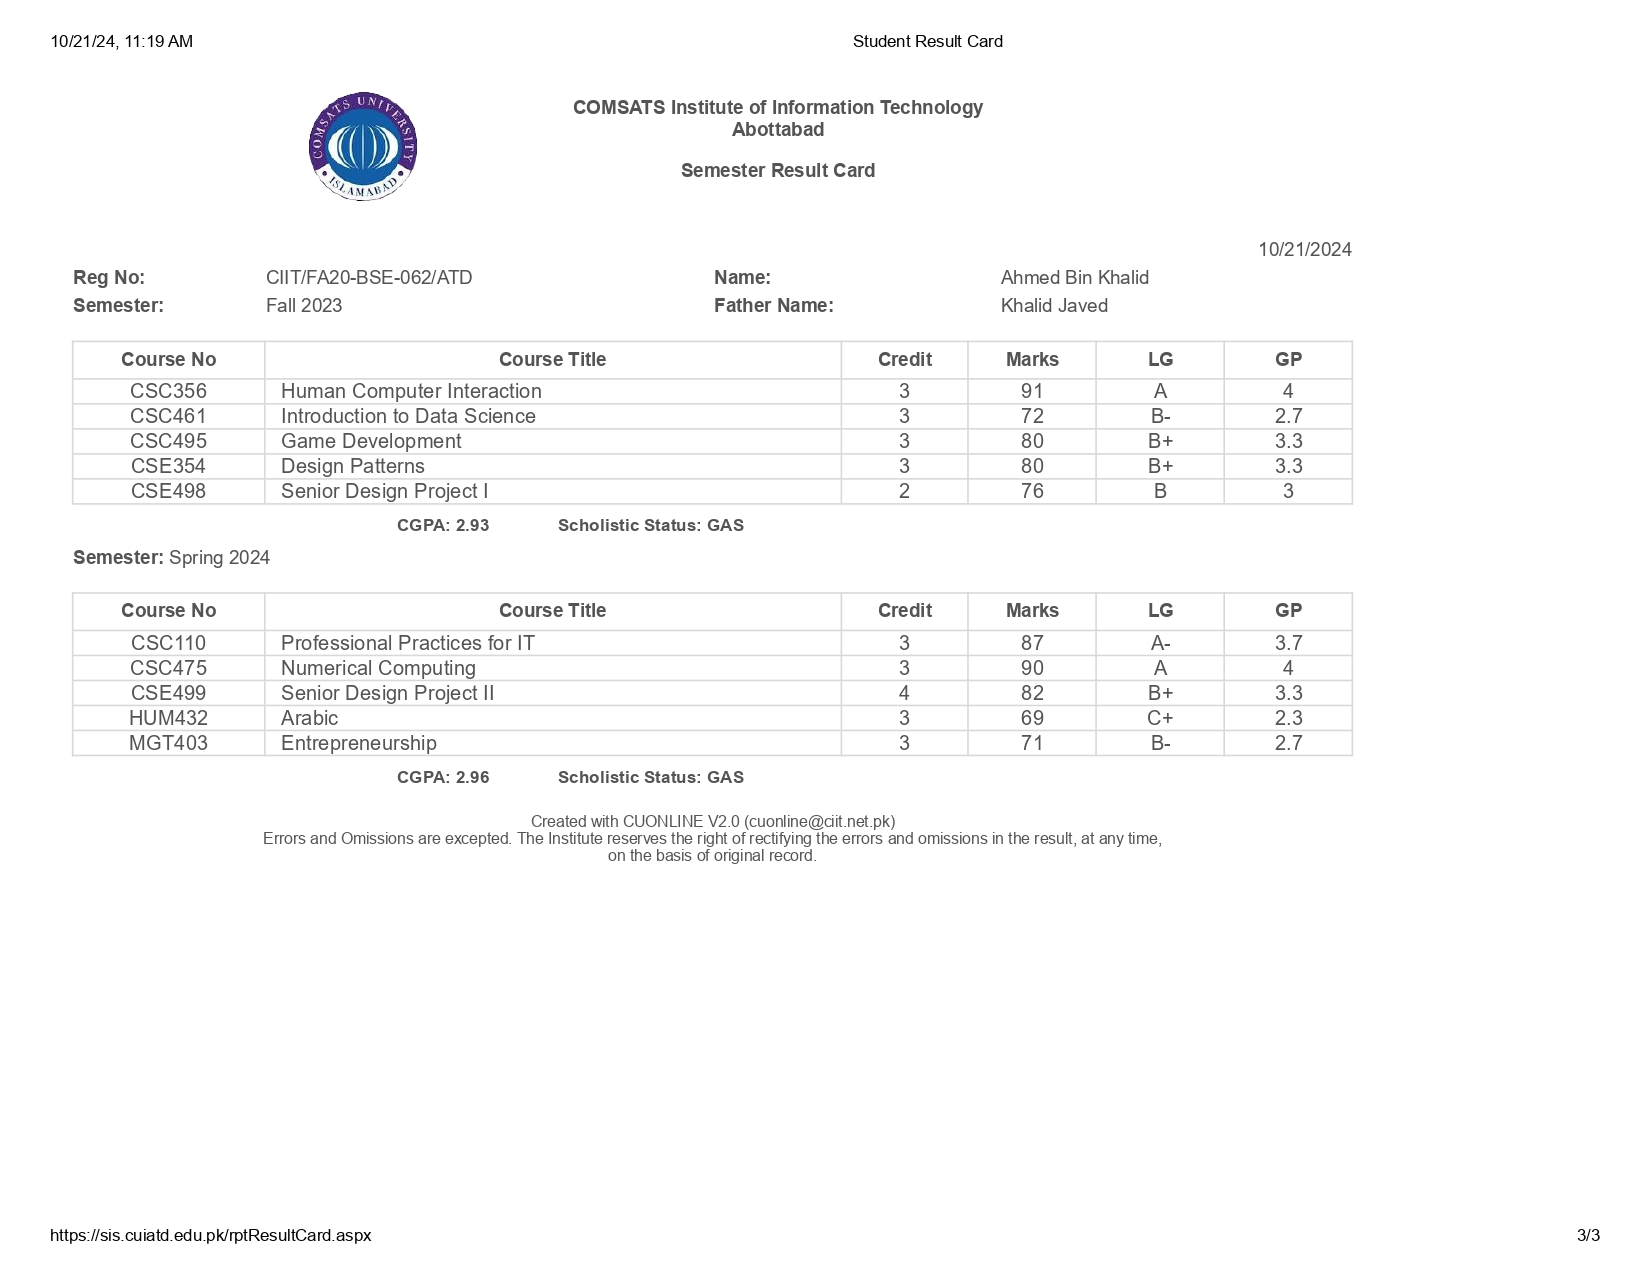 10/21/24, 11:19 AM Student Result Card
COMSATS UNIVERSITY
ISLAMABAD
COMSATS Institute of Information Technology
Abottabad
Semester Result Card
10/21/2024
Reg No: CIIT/FA20-BSE-062/ATD Name: Ahmed Bin Khalid
Semester: Fall 2023 Father Name: Khalid Javed
Course No Course Title Credit Marks LG GP
CSC356 Human Computer Interaction 3 91 A 4
CSC461 Introduction to Data Science 3 72 B- 2.7
CSC495 Game Development 3 80 B+ 3.3
CSE354 Design Patterns 3 80 B+ 3.3
CSE498 Senior Design Project I 2 76 B 3
CGPA: 2.93 Scholistic Status: GAS
Semester: Spring 2024
Course No Course Title Credit Marks LG GP
CSC110 Professional Practices for IT 3 87 A- 3.7
CSC475 Numerical Computing 3 90 A 4
CSE499 Senior Design Project II 4 82 B+ 3.3
HUM432 Arabic 3 69 C+ 2.3
MGT403 Entrepreneurship 3 71 B- 2.7
CGPA: 2.96 Scholistic Status: GAS
Created with CUONLINE V2.0 (cuonline@ciit.net.pk)
Errors and Omissions are excepted. The Institute reserves the right of rectifying the errors and omissions in the result, at any time,
on the basis of original record.
https://sis.cuiatd.edu.pk/rptResultCard.aspx 3/3